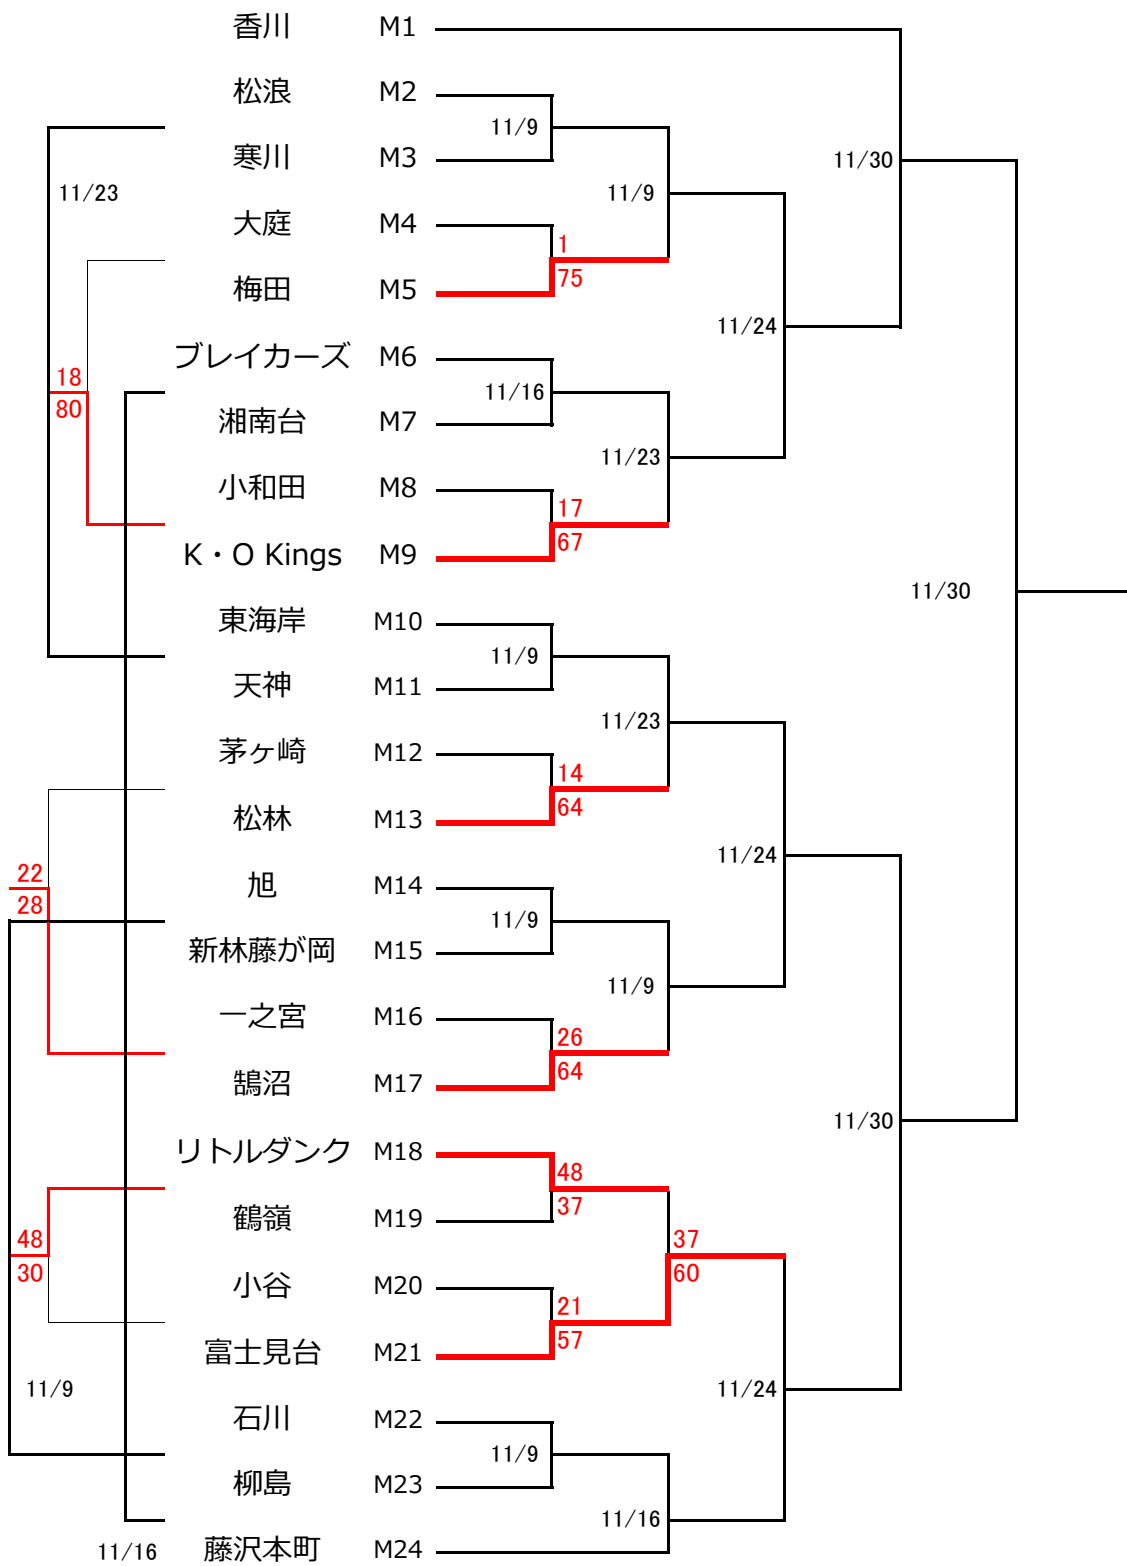 香川 M1
松浪 M2
11/9
寒川 M3
11/30
11/23
11/9
大庭 M4
1
75
梅田 M5
11/24
ブレイカーズ M6
18
80
11/16
湘南台 M7
11/23
小和田 M8
17
67
K・O Kings M9
11/30
東海岸 M10
11/9
天神 M11
11/23
茅ヶ崎 M12
14
64
松林 M13
11/24
22
28
旭 M14
11/9
新林藤が岡 M15
11/9
一之宮 M16
26
64
鵠沼 M17
11/30
リトルダンク M18
48
37
鶴嶺 M19
48
30
37
60
小谷 M20
21
57
富士見台 M21
11/9
11/24
石川 M22
11/9
柳島 M23
11/16
11/16
藤沢本町 M24